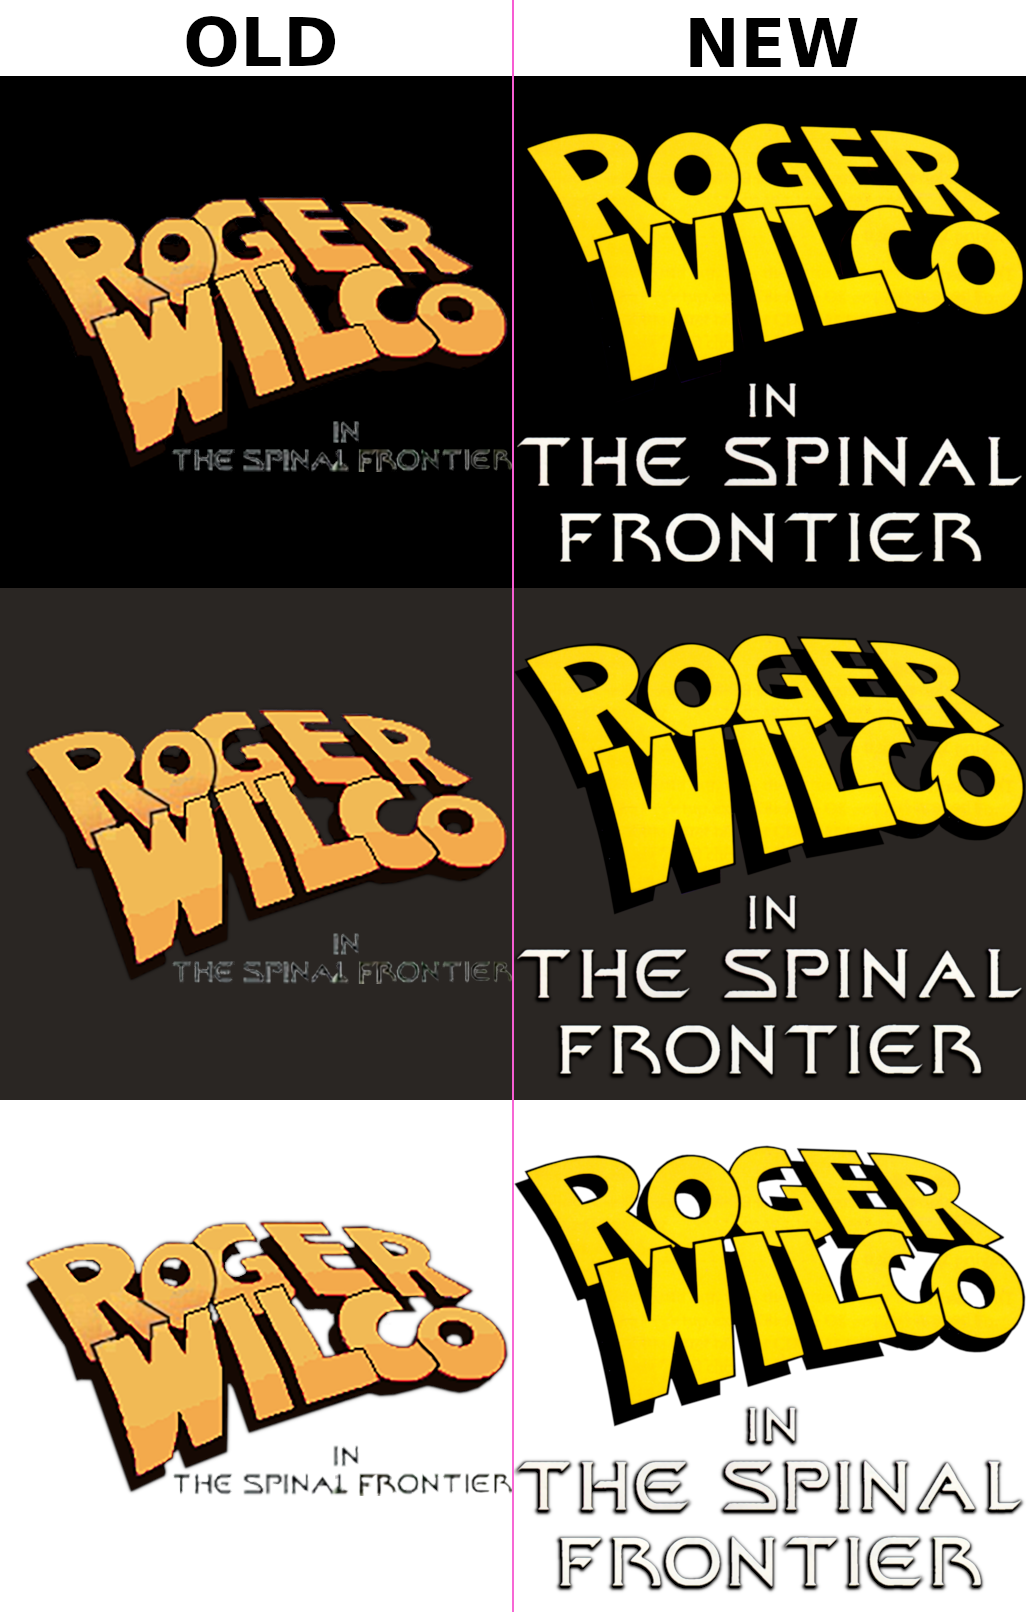 OLD
NEW
ROGER
WILCO
IN
THE SPINAL FRONTIER
ROGER
WILCO
IN
THE SPINAL
FRONTIER
ROGER
WILCO
IN
THE SPINAL FRONTIER
ROGER
WILCO
IN
THE SPINAL
FRONTIER
ROGER
WILCO
IN
THE SPINAL FRONTIER
ROGER
WILCO
IN
THE SPINAL
FRONTIER